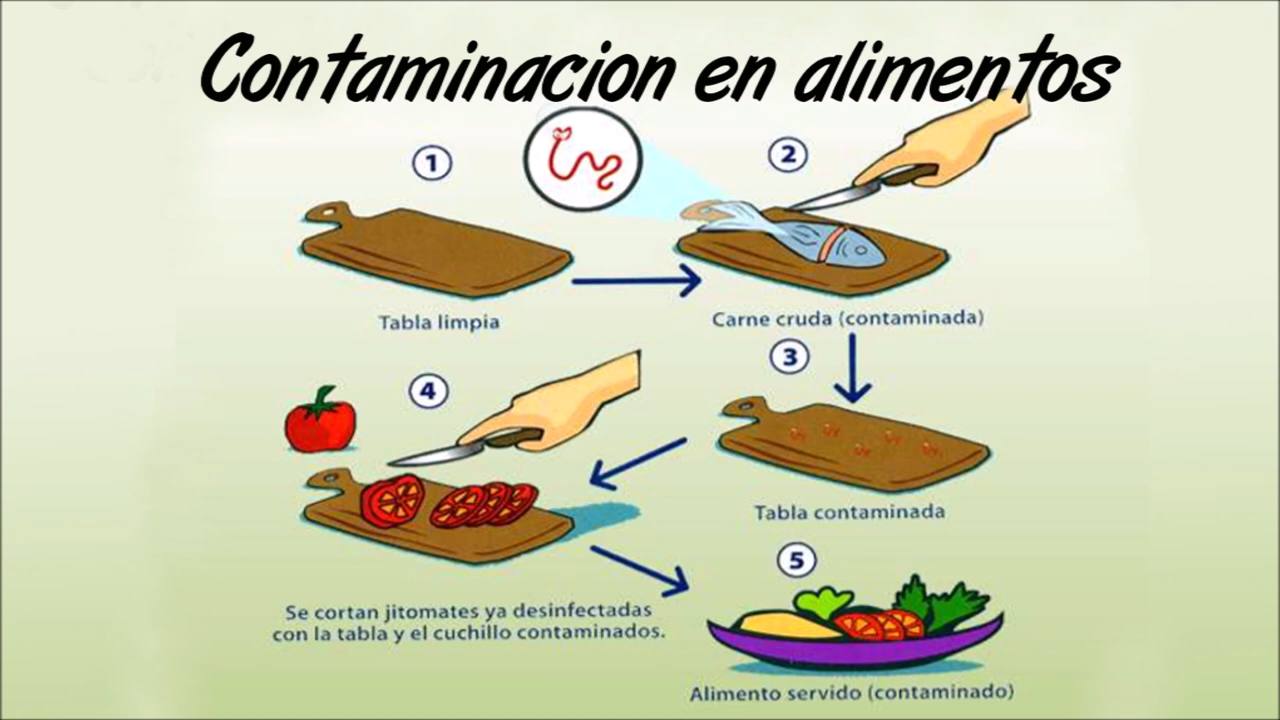 Contaminacion en alimentos
1
2
Tabla limpia
Carne cruda (contaminada)
3
4
Tabla contaminada
5
Se cortan jitomates ya desinfectadas
con la tabla y el cuchillo contaminados.
Alimento servido (contaminado)